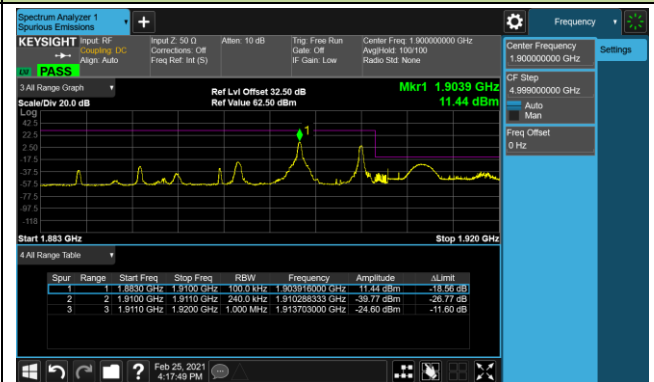 Spectrum Analyzer 1
Spurious Emissions
Frequency
KEYSIGHT Input: RF
Coupling: DC
Align: Auto
Input Z: 50 Ω
Corrections: Off
Freq Ref: Int (S)
Atten: 10 dB
Trig: Free Run
Gate: Off
IF Gain: Low
Center Freq: 1.900000000 GHz
Avg|Hold: 100/100
Radio Std: None
PASS
Center Frequency
1.900000000 GHz
Settings
CF Step
4.999000000 GHz
Auto
Man
Freq Offset
0 Hz
3 All Range Graph
Scale/Div 20.0 dB
Ref Lvl Offset 32.50 dB
Ref Value 62.50 dBm
Mkr1 1.9039 GHz
11.44 dBm
Log
42.5
22.5
2.50
-17.5
-37.5
-57.5
-77.5
-97.5
-118
1
Start 1.883 GHz
Stop 1.920 GHz
4 All Range Table
Spur Range Start Freq Stop Freq RBW Frequency Amplitude ΔLimit
1 1 1.8830 GHz 1.9100 GHz 100.0 kHz 1.903916000 GHz 11.44 dBm -18.56 dB
2 2 1.9100 GHz 1.9110 GHz 240.0 kHz 1.910288333 GHz -39.77 dBm -26.77 dB
3 3 1.9110 GHz 1.9200 GHz 1.000 MHz 1.913703000 GHz -24.60 dBm -11.60 dB
Feb 25, 2021
4:17:49 PM